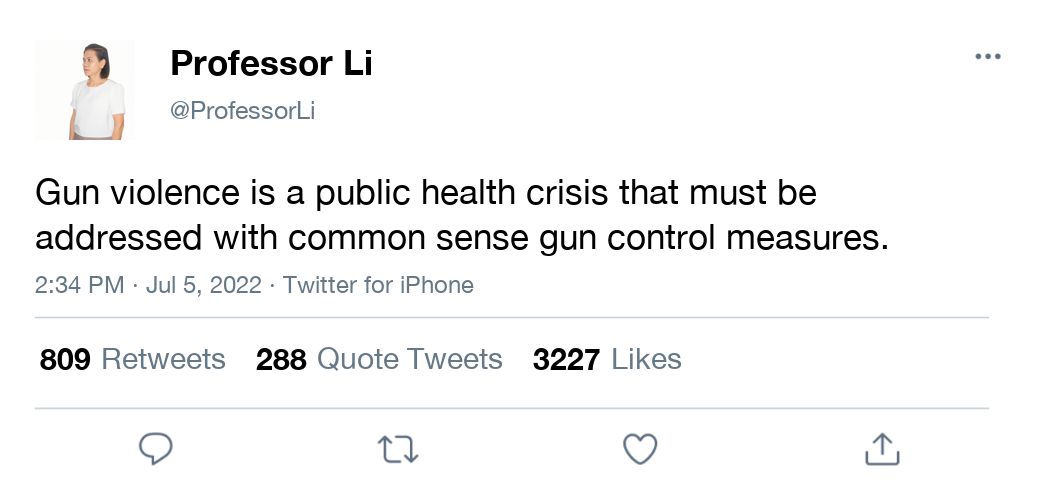 Professor Li
@ProfessorLi
Gun violence is a public health crisis that must be
addressed with common sense gun control measures.
2:34 PM · Jul 5, 2022 · Twitter for iPhone
809 Retweets 288 Quote Tweets 3227 Likes